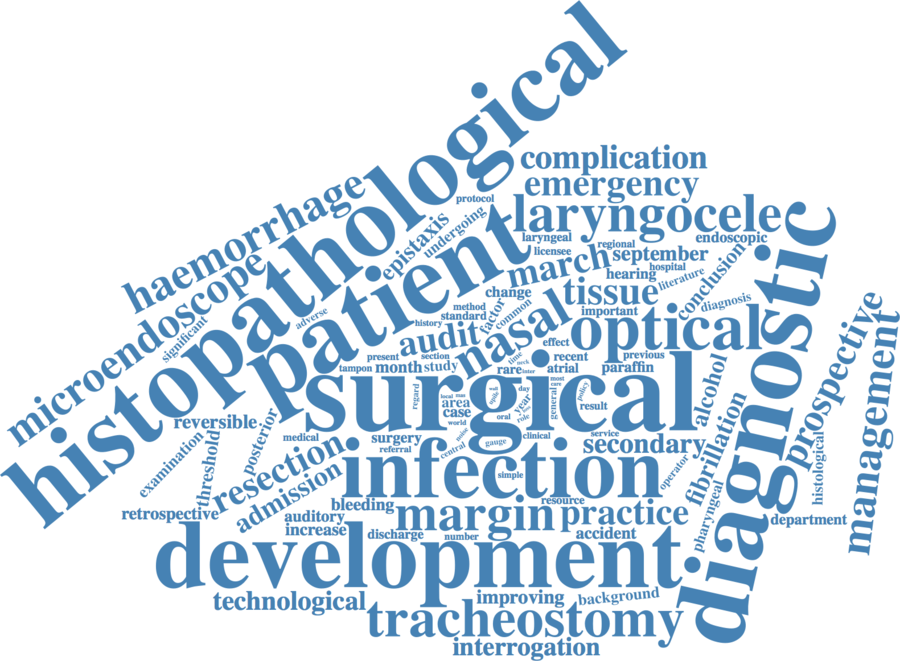 histopathological
complication
emergency
haemorrhage
protocol
patient
laryngocele
undergoing
epistaxis
laryngeal
regional
endoscopic
licensee
microendoscope
march
september
diagnostic
hospital
hearing
literature
conclusion
significant
adverse
change
tissue
method
standard
factor
common
important
diagnosis
history
audit
nasal
optical
prospective
management
effect
present
section
time
neck
recent
previous
tampon
month
study
rare
inter
atrial
paraffin
surgical
regard
local
area
case
world
oral
day
year
role
most
care
general
policy
result
alcohol
reversible
posterior
medical
surgery
referral
central
noise
gauge
clinical
service
secondary
fibrillation
examination
threshold
resection
infection
simple
operator
histological
admission
retrospective
bleeding
resource
pharyngeal
auditory
increase
margin
practice
department
discharge
number
accident
development
technological
improving
background
tracheostomy
interrogation